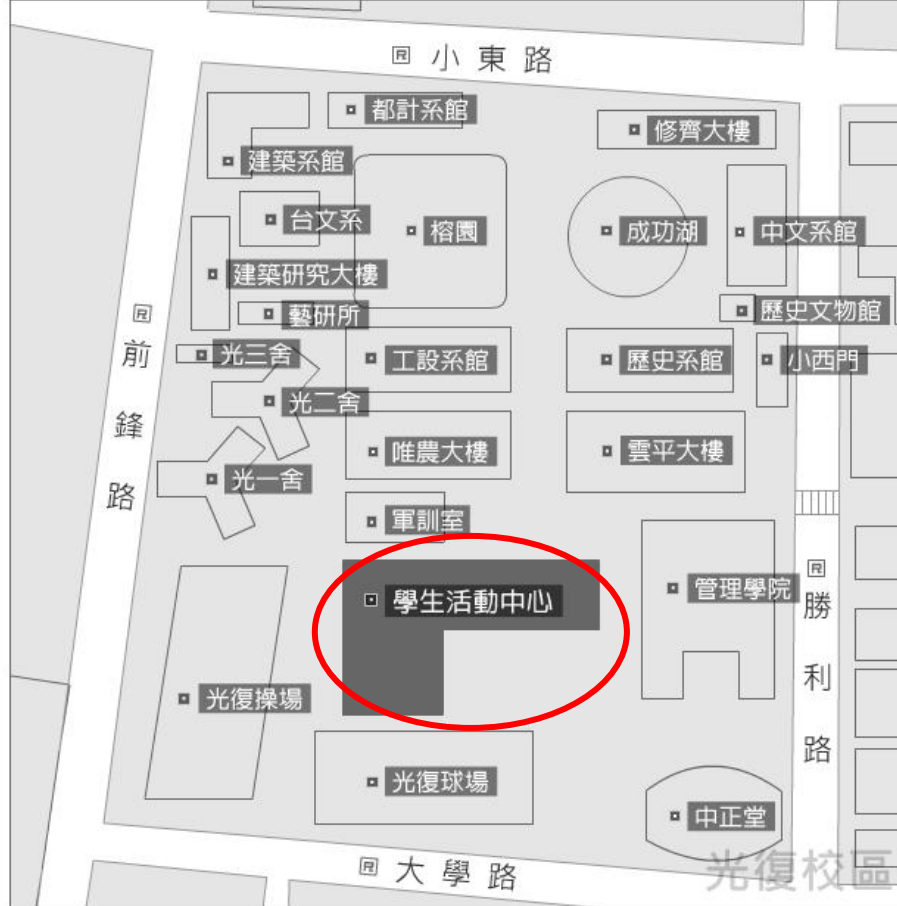 小東路
都計系館
修齊大樓
建築系館
台文系
榕園
成功湖
中文系館
建築研究大樓
歷史文物館
藝研所
前鋒路
光三舍
工設系館
歷史系館
小西門
光二舍
唯農大樓
雲平大樓
光一舍
軍訓室
學生活動中心
管理學院
勝利路
光復操場
光復球場
中正堂
大學路
光復校區